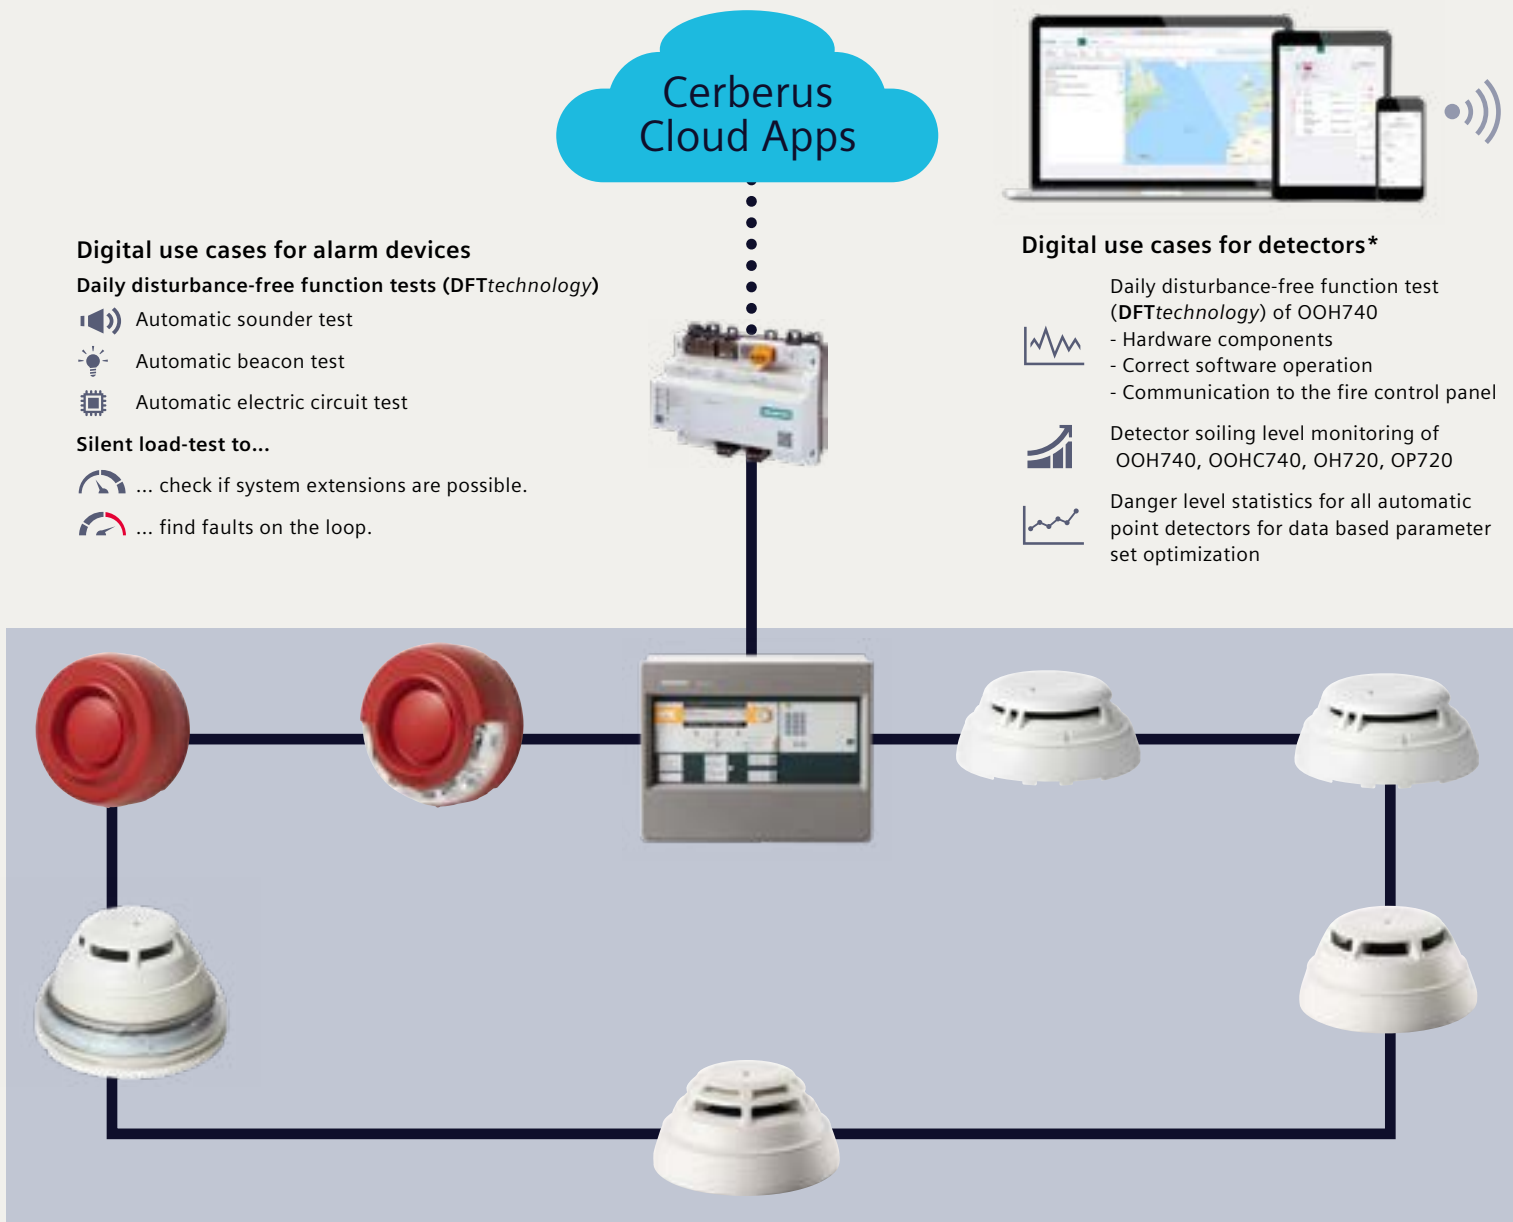 Cerberus
Cloud Apps
Digital use cases for alarm devices
Daily disturbance-free function tests (DFTtechnology)
Automatic sounder test
Automatic beacon test
Automatic electric circuit test
Silent load-test to...
... check if system extensions are possible.
... find faults on the loop.
Digital use cases for detectors*
Daily disturbance-free function test
(DFTtechnology) of OOH740
- Hardware components
- Correct software operation
- Communication to the fire control panel
Detector soiling level monitoring of
OOH740, OOHC740, OH720, OP720
Danger level statistics for all automatic
point detectors for data based parameter
set optimization